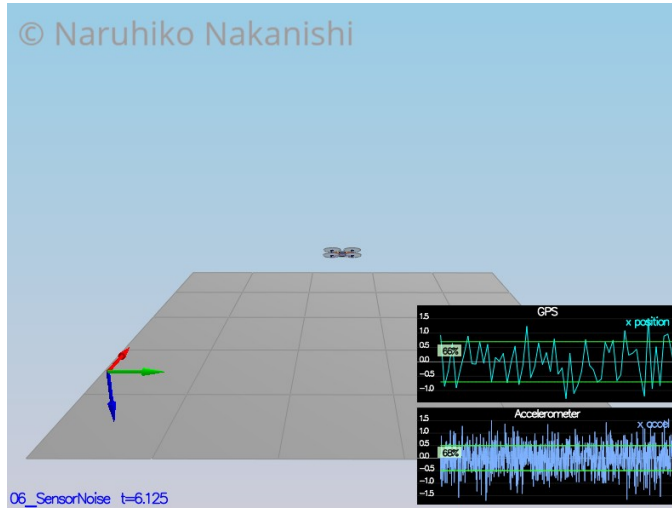 © Naruhiko Nakanishi
GPS
x position
1.5
1.0
0.5
66%
0.0
-0.5
-1.0
Accelerometer
x accel
1.5
1.0
0.5
68%
0.0
-0.5
-1.0
-1.5
06_SensorNoise t=6.125